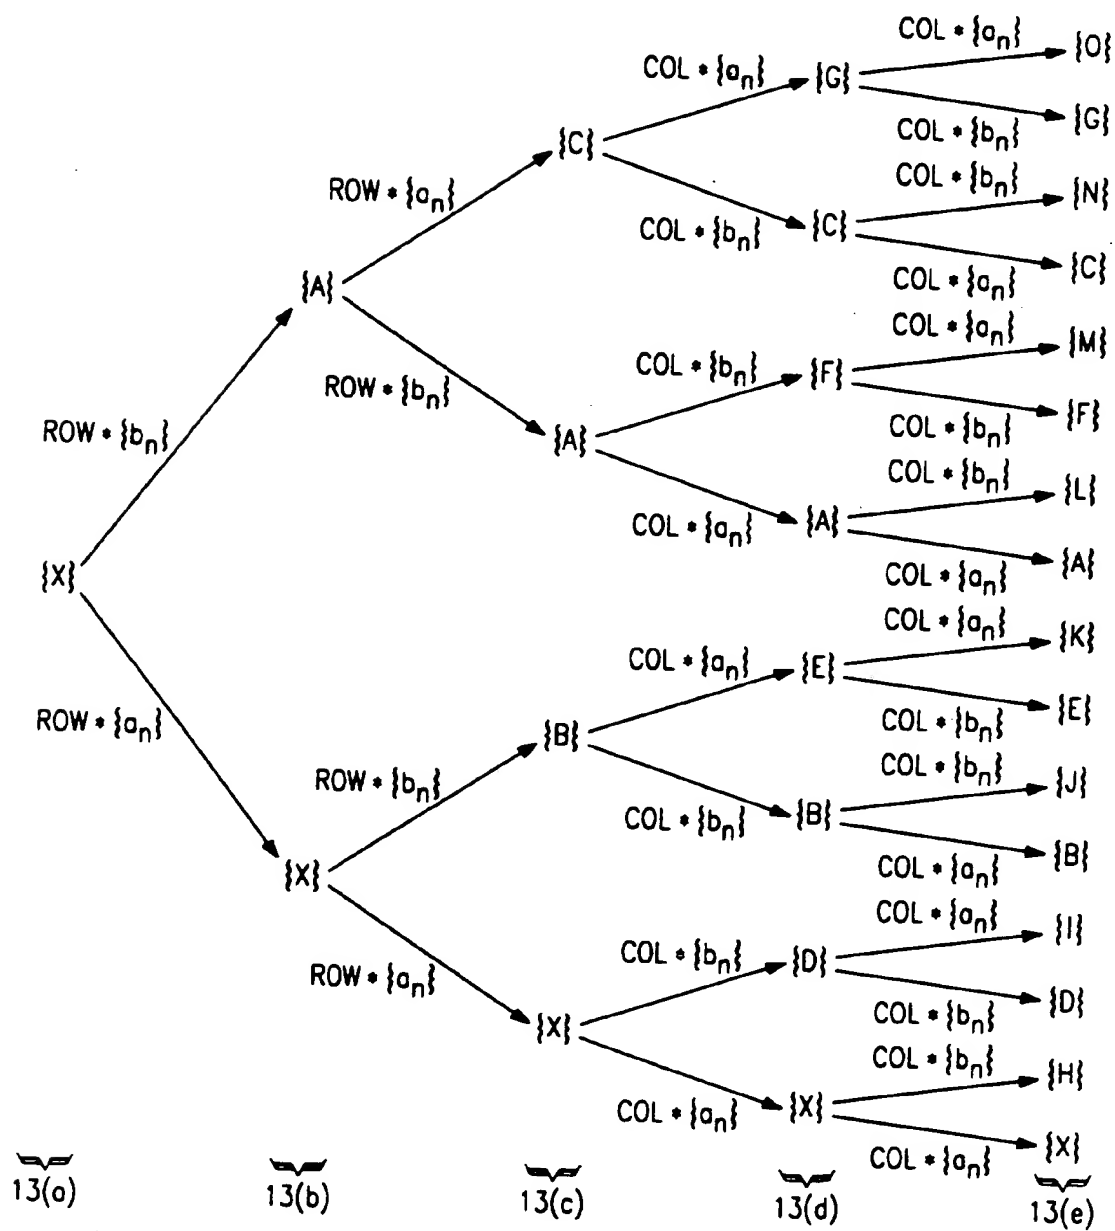 COL * {a_n}
{O}
COL * {a_n}
{G}
COL * {b_n}
{G}
{C}
COL * {b_n}
{N}
ROW * {a_n}
COL * {b_n}
{C}
COL * {a_n}
{C}
{A}
COL * {a_n}
{M}
ROW * {b_n}
COL * {b_n}
{F}
COL * {b_n}
{F}
ROW * {b_n}
{A}
COL * {b_n}
{L}
COL * {a_n}
{A}
COL * {a_n}
{A}
{X}
COL * {a_n}
{K}
COL * {a_n}
{E}
COL * {b_n}
{E}
ROW * {a_n}
{B}
COL * {b_n}
{J}
ROW * {b_n}
COL * {b_n}
{B}
COL * {a_n}
{B}
{X}
COL * {a_n}
{I}
ROW * {a_n}
COL * {b_n}
{D}
COL * {b_n}
{D}
{X}
COL * {b_n}
{H}
COL * {a_n}
{X}
COL * {a_n}
{X}
13(a)
13(b)
13(c)
13(d)
13(e)